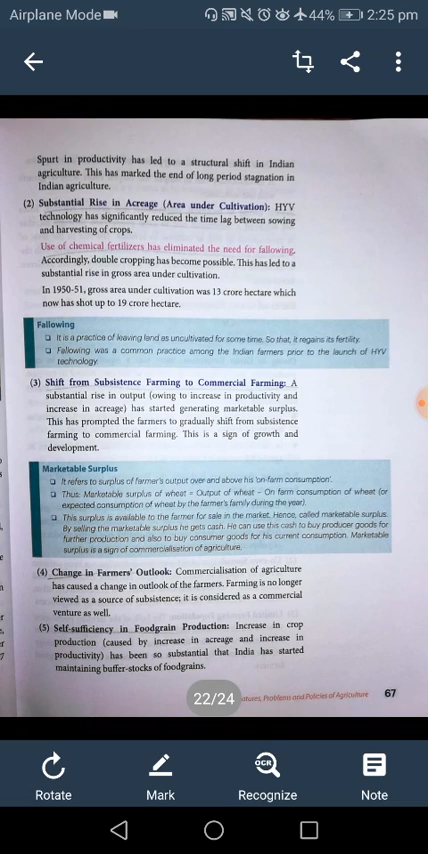 Airplane Mode
44%
2:25 pm
Spurt in productivity has led to a structural shift in Indian
agriculture. This has marked the end of long period stagnation in
Indian agriculture.
(2) Substantial Rise in Acreage (Area under Cultivation): HYV
technology has significantly reduced the time lag between sowing
and harvesting of crops.
Use of chemical fertilizers has eliminated the need for fallowing.
Accordingly, double cropping has become possible. This has led to a
substantial rise in gross area under cultivation.
In 1950-51, gross area under cultivation was 13 crore hectare which
now has shot up to 19 crore hectare.
Fallowing
It is a practice of leaving land as uncultivated for some time. So that, it regains its fertility.
Fallowing was a common practice among the Indian farmers prior to the launch of HYV
technology.
(3) Shift from Subsistence Farming to Commercial Farming: A
substantial rise in output (owing to increase in productivity and
increase in acreage) has started generating marketable surplus.
This has prompted the farmers to gradually shift from subsistence
farming to commercial farming. This is a sign of growth and
development.
Marketable Surplus
It refers to surplus of farmer's output over and above his 'on-farm consumption'.
Thus: Marketable surplus of wheat = Output of wheat – On farm consumption of wheat (or
expected consumption of wheat by the farmer's family during the year).
This surplus is available to the farmer for sale in the market. Hence, called marketable surplus.
By selling the marketable surplus he gets cash. He can use this cash to buy producer goods for
further production and also to buy consumer goods for his current consumption. Marketable
surplus is a sign of commercialisation of agriculture.
(4) Change in Farmers' Outlook: Commercialisation of agriculture
has caused a change in outlook of the farmers. Farming is no longer
viewed as a source of subsistence; it is considered as a commercial
venture as well.
(5) Self-sufficiency in Foodgrain Production: Increase in crop
production (caused by increase in acreage and increase in
productivity) has been so substantial that India has started
maintaining buffer-stocks of foodgrains.
22/24
Problems and Policies of Agriculture 67
OCR
Rotate Mark Recognize Note